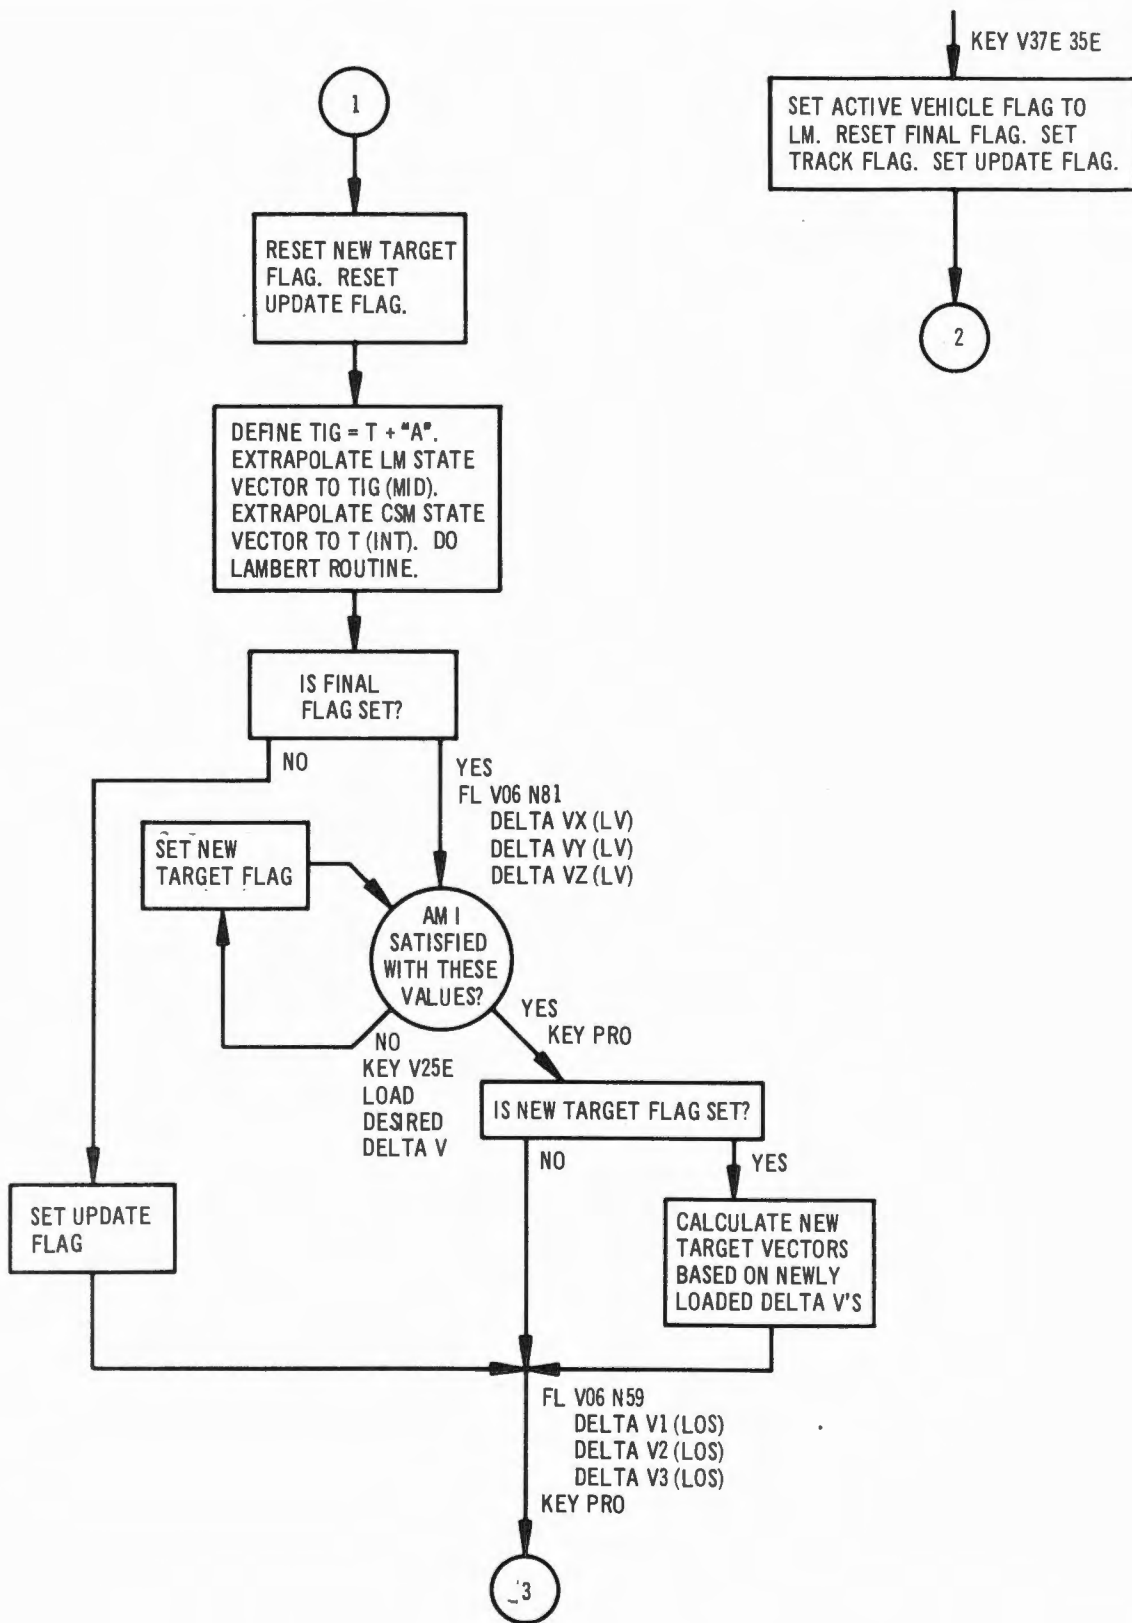 KEY V37E 35E
1
SET ACTIVE VEHICLE FLAG TO
LM. RESET FINAL FLAG. SET
TRACK FLAG. SET UPDATE FLAG.
RESET NEW TARGET
FLAG. RESET
UPDATE FLAG.
2
DEFINE TIG = T + "A".
EXTRAPOLATE LM STATE
VECTOR TO TIG (MID).
EXTRAPOLATE CSM STATE
VECTOR TO T (INT). DO
LAMBERT ROUTINE.
IS FINAL
FLAG SET?
NO
YES
FL V06 N81
DELTA VX (LV)
DELTA VY (LV)
DELTA VZ (LV)
SET NEW
TARGET FLAG
AM I
SATISFIED
WITH THESE
VALUES?
YES
KEY PRO
NO
KEY V25E
LOAD
DESIRED
DELTA V
IS NEW TARGET FLAG SET?
NO
YES
SET UPDATE
FLAG
CALCULATE NEW
TARGET VECTORS
BASED ON NEWLY
LOADED DELTA V'S
FL V06 N59
DELTA V1 (LOS)
DELTA V2 (LOS)
DELTA V3 (LOS)
KEY PRO
3